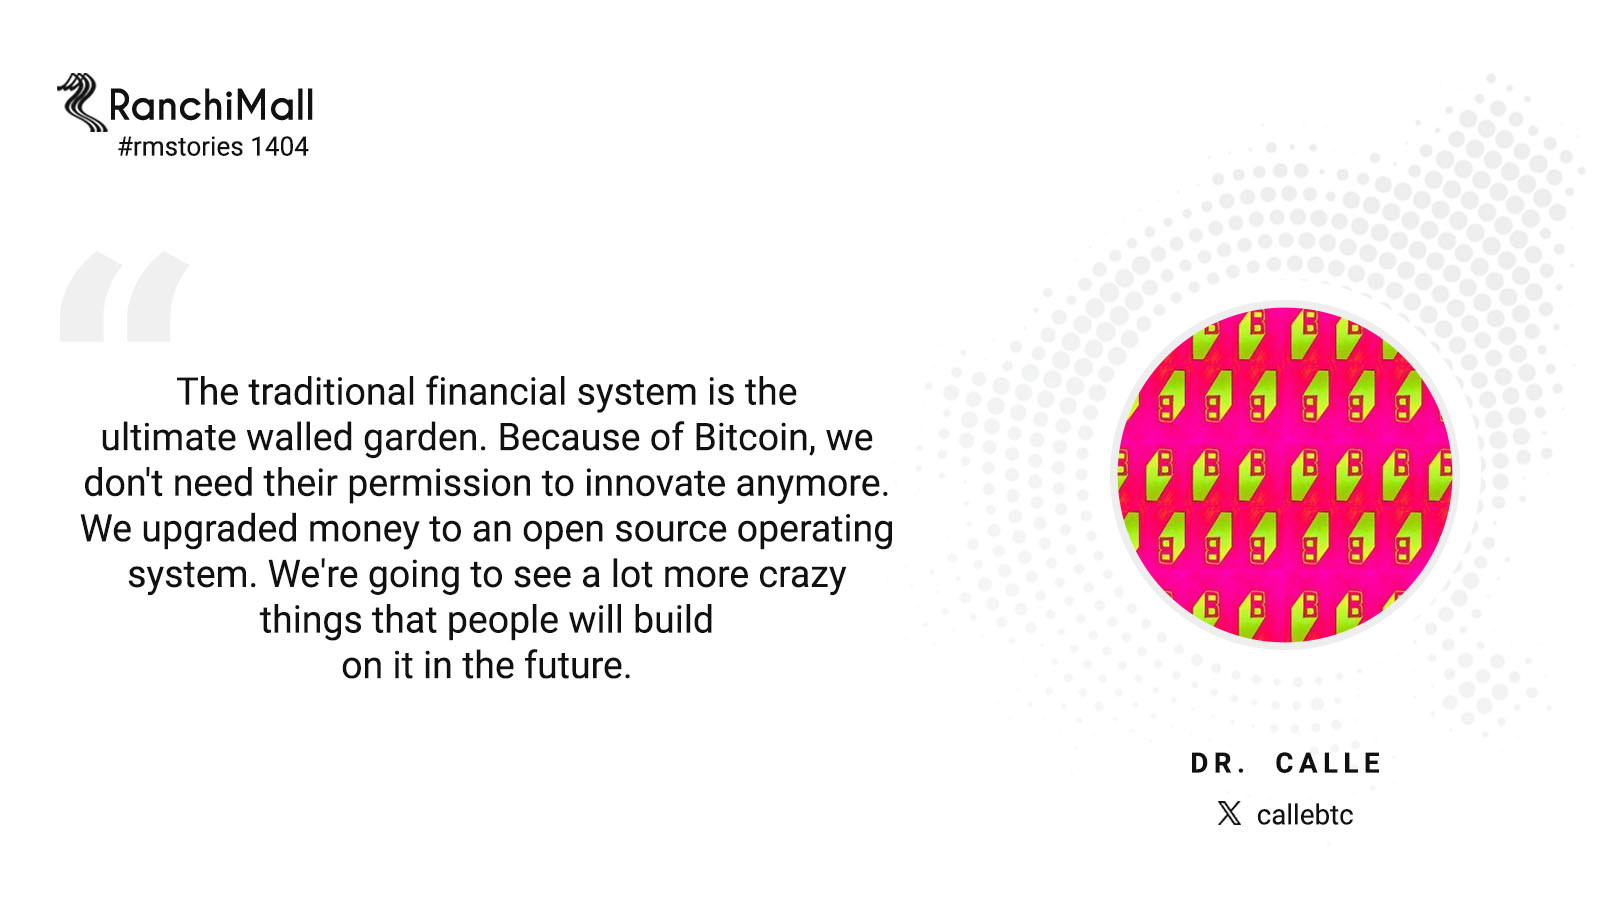 RanchiMall
#rmstories 1404
The traditional financial system is the
ultimate walled garden. Because of Bitcoin, we
don't need their permission to innovate anymore.
We upgraded money to an open source operating
system. We're going to see a lot more crazy
things that people will build
on it in the future.
DR. CALLE
𝕏 callebtc